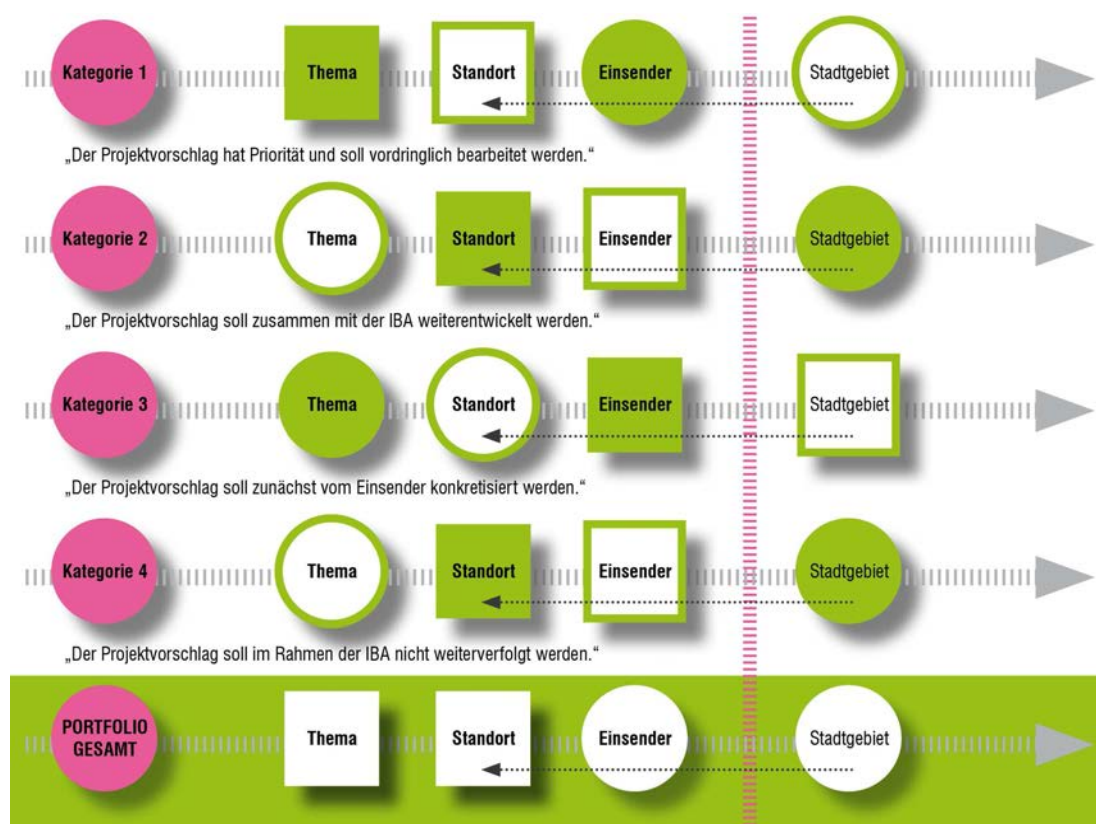 Kategorie 1 Thema Standort Einsender Stadtgebiet
„Der Projektvorschlag hat Priorität und soll vordringlich bearbeitet werden.“
Kategorie 2 Thema Standort Einsender Stadtgebiet
„Der Projektvorschlag soll zusammen mit der IBA weiterentwickelt werden.“
Kategorie 3 Thema Standort Einsender Stadtgebiet
„Der Projektvorschlag soll zunächst vom Einsender konkretisiert werden.“
Kategorie 4 Thema Standort Einsender Stadtgebiet
„Der Projektvorschlag soll im Rahmen der IBA nicht weiterverfolgt werden.“
PORTFOLIO
GESAMT
Thema Standort Einsender Stadtgebiet